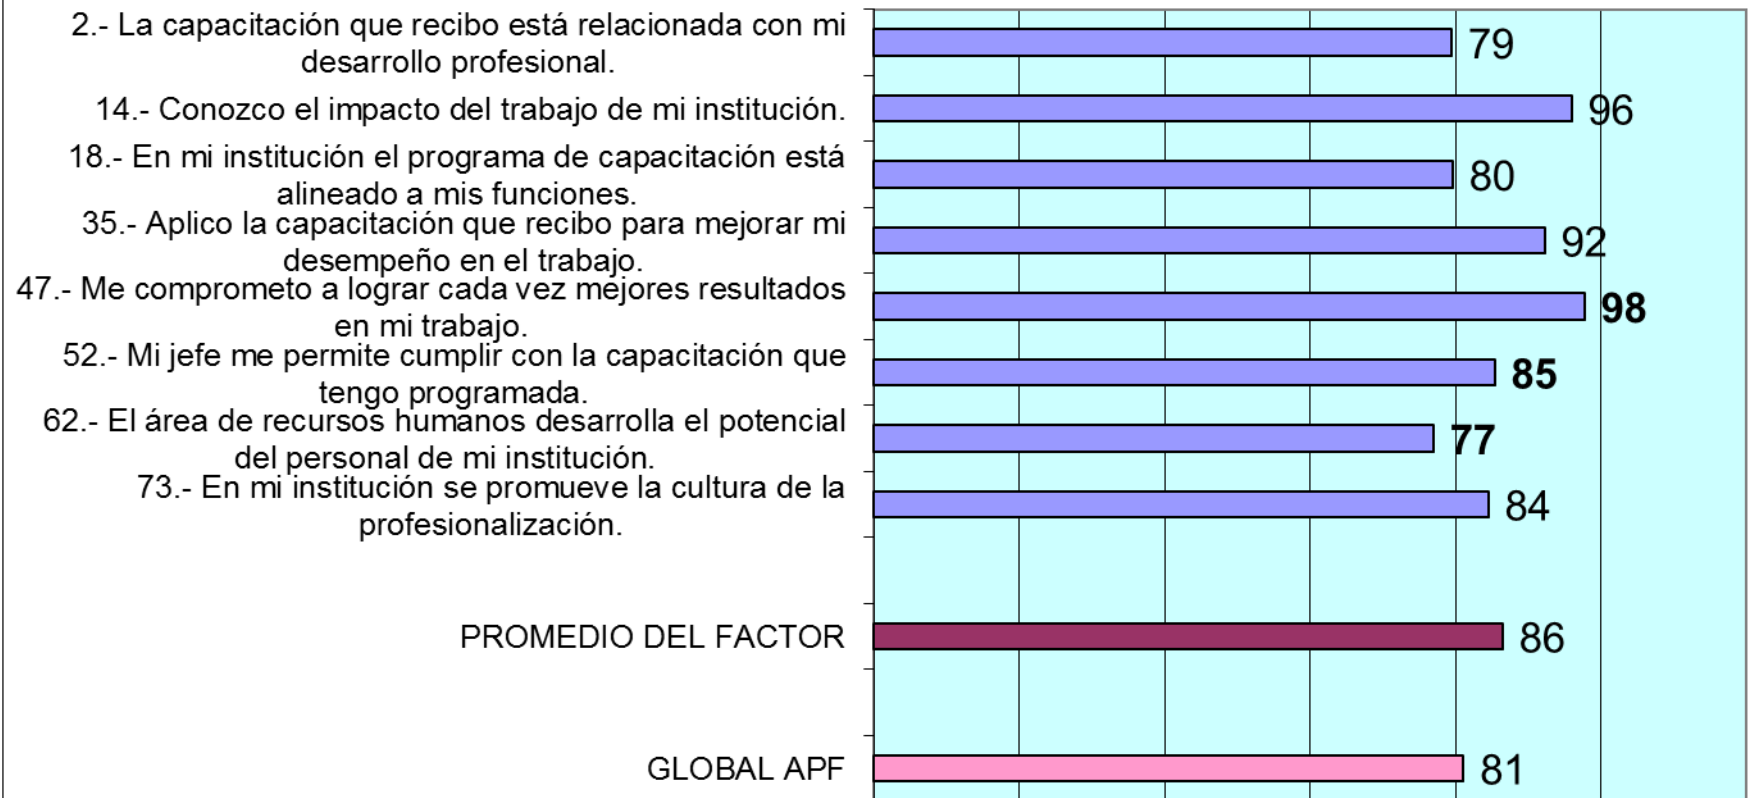 2.- La capacitación que recibo está relacionada con mi
desarrollo profesional.
79
14.- Conozco el impacto del trabajo de mi institución.
96
18.- En mi institución el programa de capacitación está
alineado a mis funciones.
80
35.- Aplico la capacitación que recibo para mejorar mi
desempeño en el trabajo.
92
47.- Me comprometo a lograr cada vez mejores resultados
en mi trabajo.
98
52.- Mi jefe me permite cumplir con la capacitación que
tengo programada.
85
62.- El área de recursos humanos desarrolla el potencial
del personal de mi institución.
77
73.- En mi institución se promueve la cultura de la
profesionalización.
84
PROMEDIO DEL FACTOR
86
GLOBAL APF
81